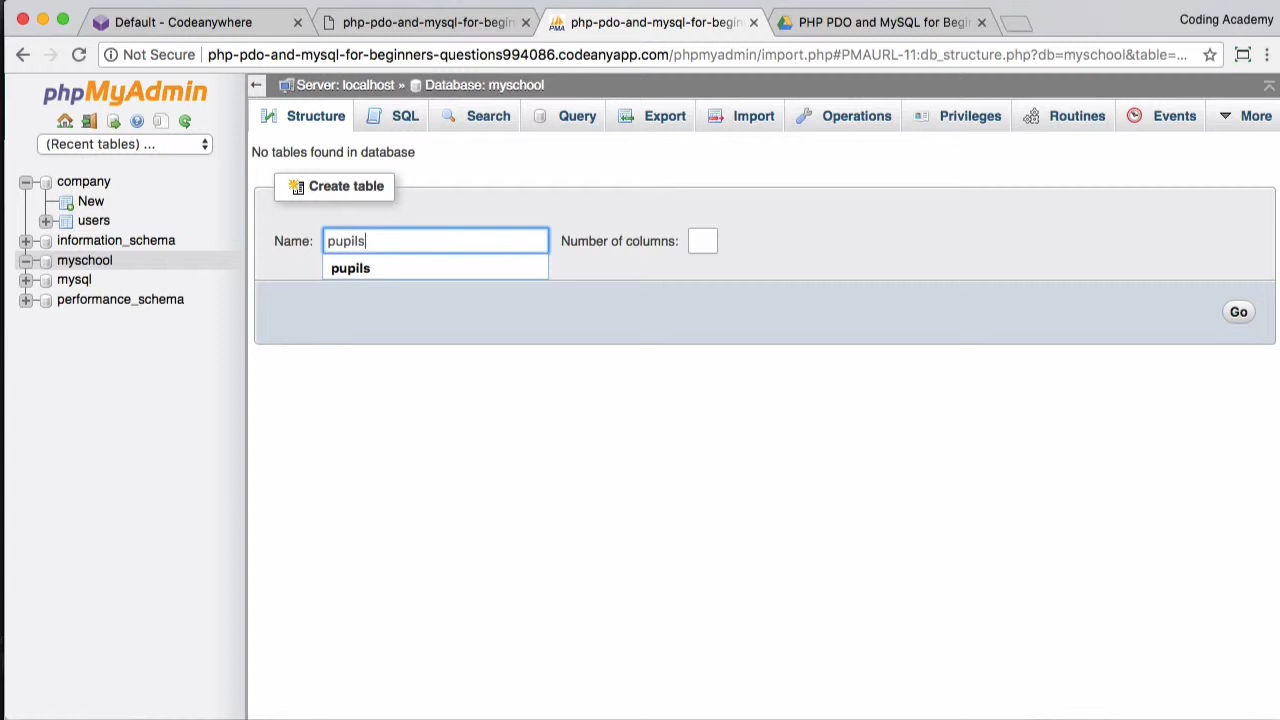 Default - Codeanywhere
php-pdo-and-mysql-for-begin
php-pdo-and-mysql-for-begin
PHP PDO and MySQL for Begin
Coding Academy
Not Secure
php-pdo-and-mysql-for-beginners-questions994086.codeanyapp.com/phpmyadmin/import.php#PMAURL-11:db_structure.php?db=myschool&table=...
phpMyAdmin
(Recent tables) ...
company
New
users
information_schema
myschool
mysql
performance_schema
Server: localhost » Database: myschool
Structure
SQL
Search
Query
Export
Import
Operations
Privileges
Routines
Events
More
No tables found in database
Create table
Name:
pupils
Number of columns:
pupils
Go